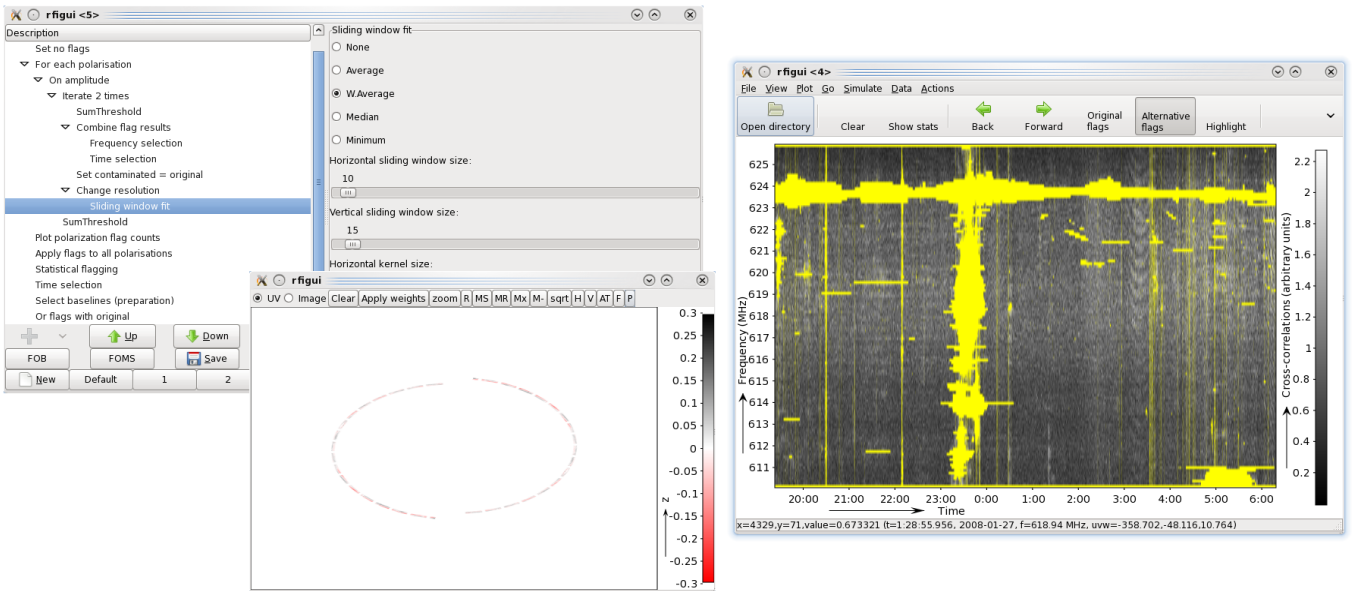 rfigui <5>
Description
Set no flags
For each polarisation
On amplitude
Iterate 2 times
SumThreshold
Combine flag results
Frequency selection
Time selection
Set contaminated = original
Change resolution
Sliding window fit
SumThreshold
Plot polarization flag counts
Apply flags to all polarisations
Statistical flagging
Time selection
Select baselines (preparation)
Or flags with original
Up
Down
FOB
FOMS
Save
New
Default
1
2
Sliding window fit
None
Average
W.Average
Median
Minimum
Horizontal sliding window size:
10
Vertical sliding window size:
15
Horizontal kernel size:
rfigui
UV Image Clear Apply weights zoom R MS MR Mx M- sqrt H V AT F P
0.3
0.25
0.2
0.15
0.1
0.05
0
-0.05
-0.1
-0.15
-0.2
-0.25
-0.3
z
rfigui <4>
File View Plot Go Simulate Data Actions
Open directory
Clear
Show stats
Back
Forward
Original
flags
Alternative
flags
Highlight
625
624
623
622
621
620
619
618
617
616
615
614
613
612
611
Frequency (MHz)
20:00 21:00 22:00 23:00 0:00 1:00 2:00 3:00 4:00 5:00 6:00
Time
2.2
2
1.8
1.6
1.4
1.2
1
0.8
0.6
0.4
0.2
Cross-correlations (arbitrary units)
x=4329,y=71,value=0.673321 (t=1:28:55.956, 2008-01-27, f=618.94 MHz, uvw=-358.702,-48.116,10.764)